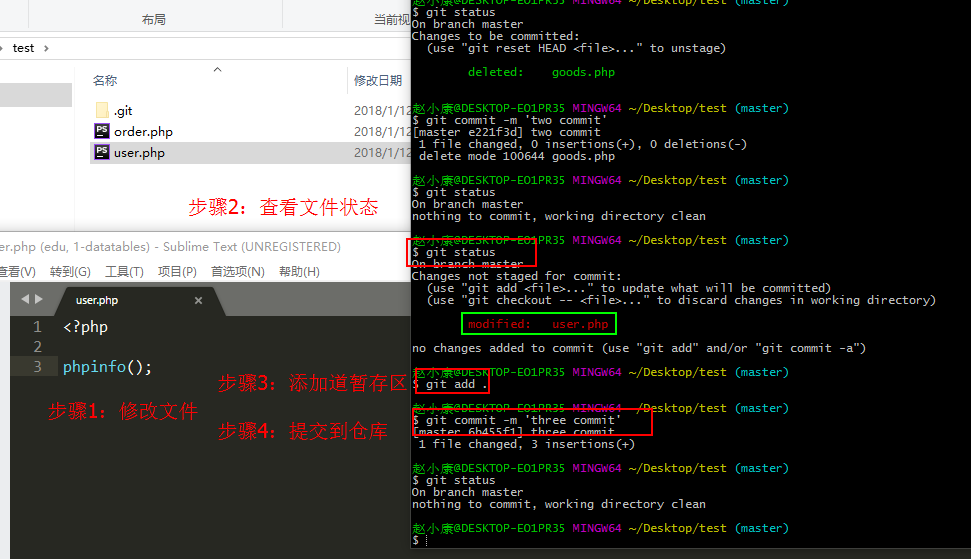 布局
当前视
test
名称
修改日期
.git
2018/1/12
order.php
2018/1/12
user.php
2018/1/12
步骤2：查看文件状态
er.php (edu, 1-datatables) - Sublime Text (UNREGISTERED)
查看(V) 转到(G) 工具(T) 项目(P) 首选项(N) 帮助(H)
user.php
1 <?php
2
3 phpinfo();
步骤1：修改文件
步骤3：添加道暂存区
步骤4：提交到仓库
赵小康@DESKTOP-EO1PR35 MINGW64 ~/Desktop/test (master)
$ git status
On branch master
Changes to be committed:
(use "git reset HEAD <file>..." to unstage)
deleted: goods.php
赵小康@DESKTOP-EO1PR35 MINGW64 ~/Desktop/test (master)
$ git commit -m 'two commit'
[master e221f3d] two commit
1 file changed, 0 insertions(+), 0 deletions(-)
delete mode 100644 goods.php
赵小康@DESKTOP-EO1PR35 MINGW64 ~/Desktop/test (master)
$ git status
On branch master
nothing to commit, working directory clean
赵小康@DESKTOP-EO1PR35 MINGW64 ~/Desktop/test (master)
$ git status
On branch master
Changes not staged for commit:
(use "git add <file>..." to update what will be committed)
(use "git checkout -- <file>..." to discard changes in working directory)
modified: user.php
no changes added to commit (use "git add" and/or "git commit -a")
赵小康@DESKTOP-EO1PR35 MINGW64 ~/Desktop/test (master)
$ git add .
赵小康@DESKTOP-EO1PR35 MINGW64 ~/Desktop/test (master)
$ git commit -m 'three commit'
[master 6b455f1] three commit
1 file changed, 3 insertions(+)
赵小康@DESKTOP-EO1PR35 MINGW64 ~/Desktop/test (master)
$ git status
On branch master
nothing to commit, working directory clean
赵小康@DESKTOP-EO1PR35 MINGW64 ~/Desktop/test (master)
$